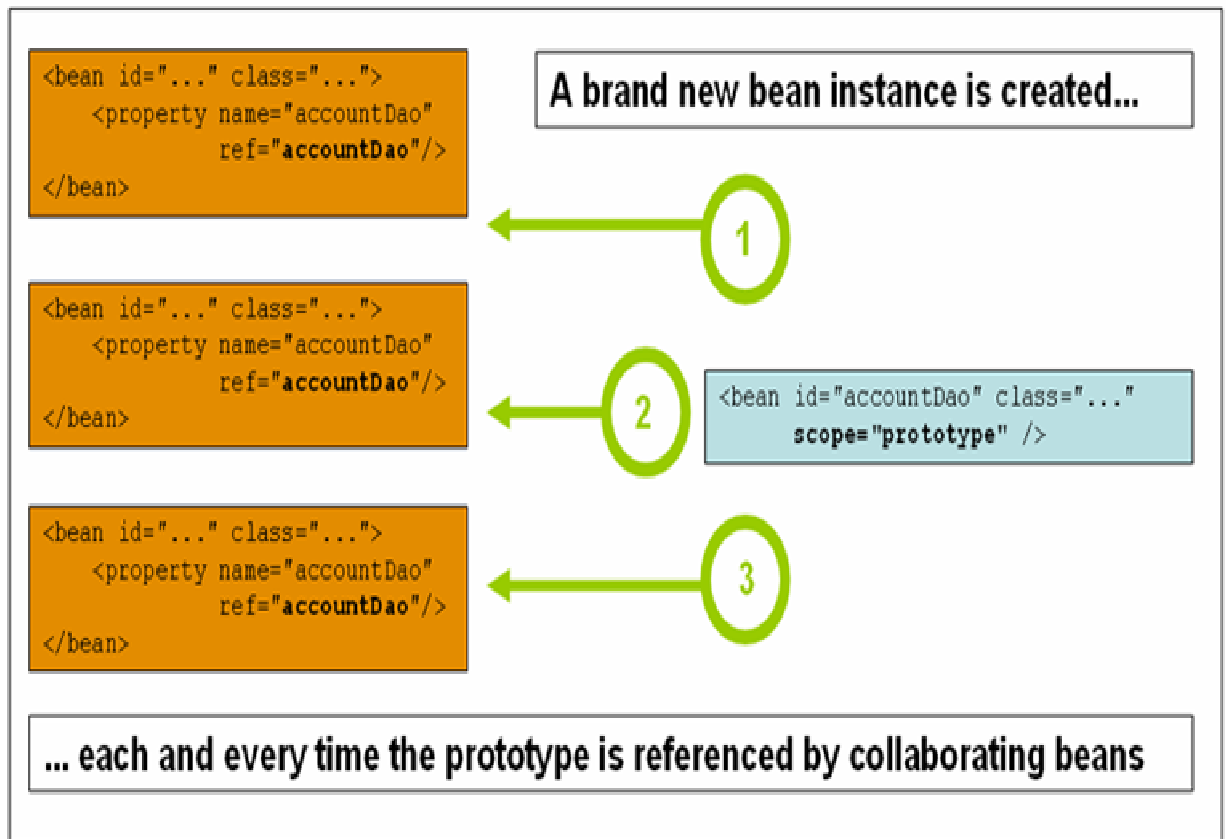 <bean id="..." class="...">
<property name="accountDao"
ref="accountDao"/>
</bean>
A brand new bean instance is created...
1
<bean id="..." class="...">
<property name="accountDao"
ref="accountDao"/>
</bean>
2
<bean id="accountDao" class="..."
scope="prototype" />
<bean id="..." class="...">
<property name="accountDao"
ref="accountDao"/>
</bean>
3
... each and every time the prototype is referenced by collaborating beans